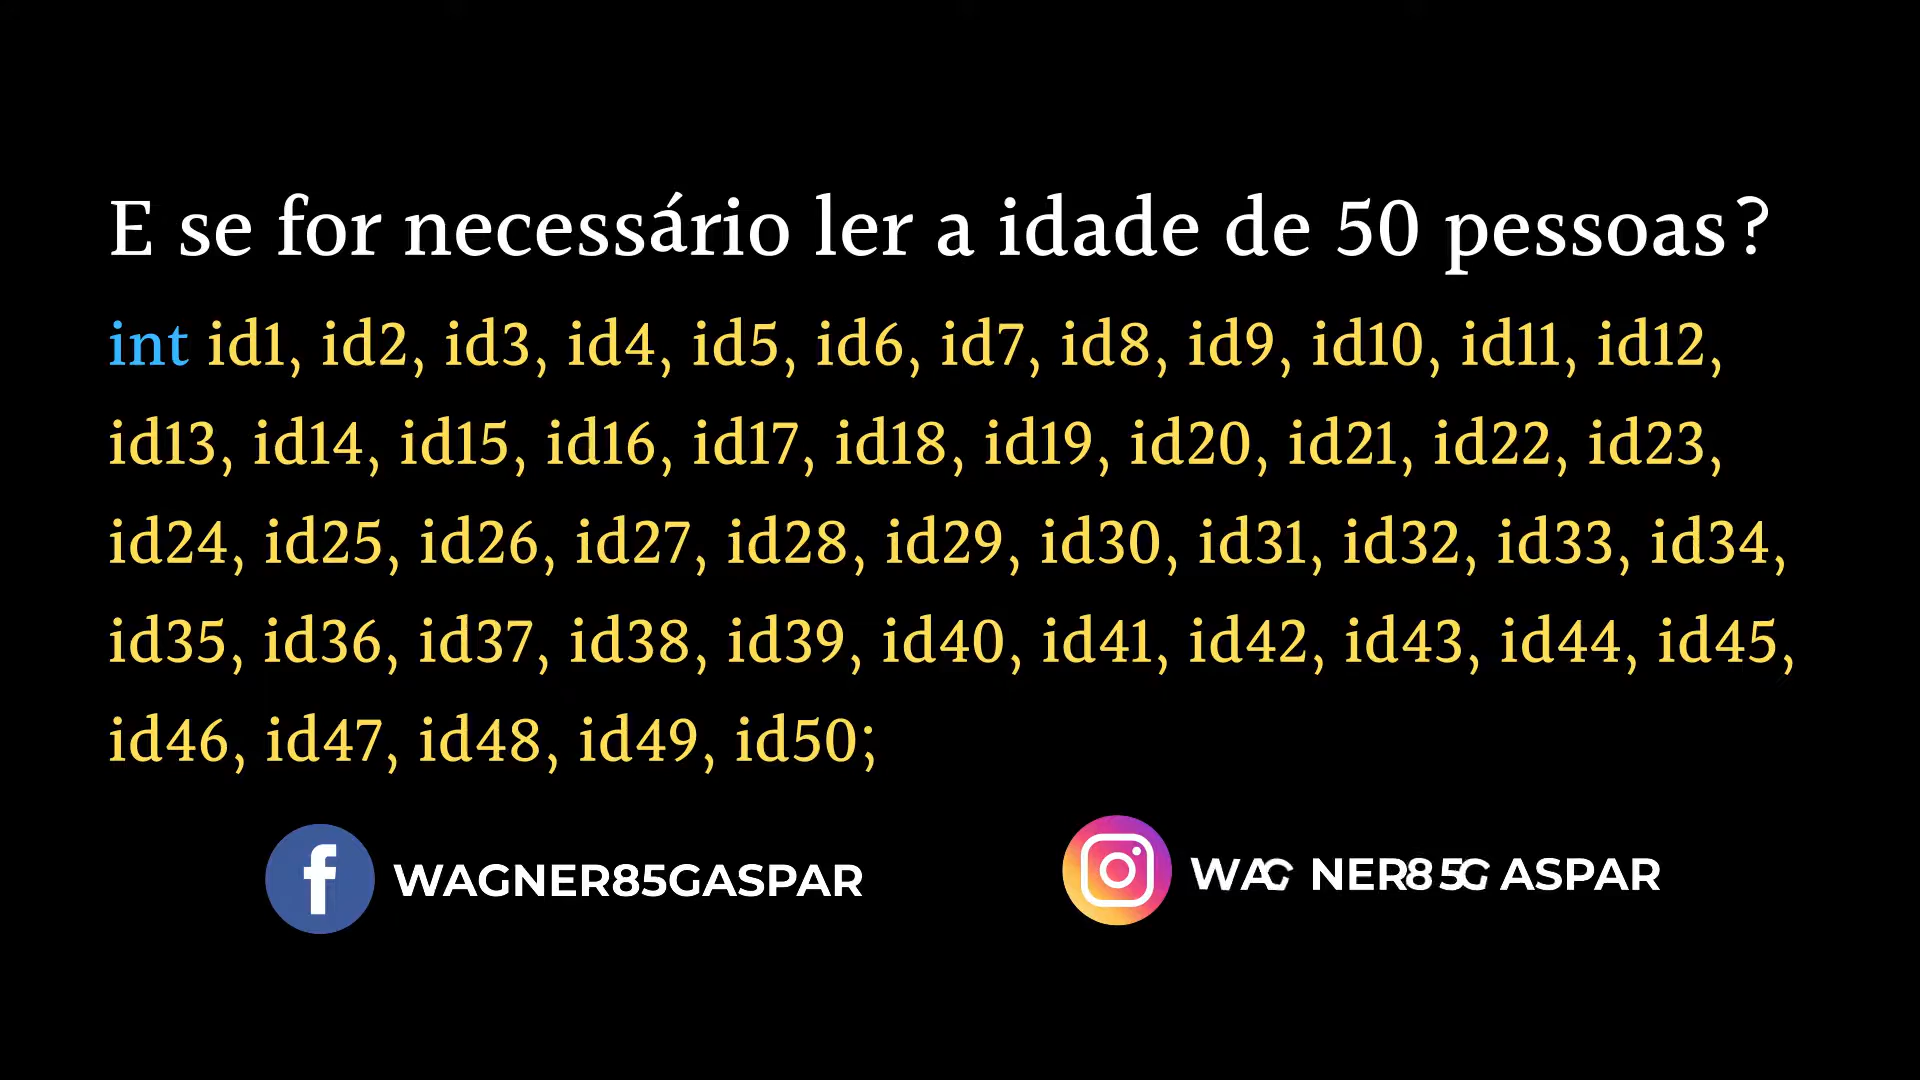 E se for necessário ler a idade de 50 pessoas?
int id1, id2, id3, id4, id5, id6, id7, id8, id9, id10, id11, id12,
id13, id14, id15, id16, id17, id18, id19, id20, id21, id22, id23,
id24, id25, id26, id27, id28, id29, id30, id31, id32, id33, id34,
id35, id36, id37, id38, id39, id40, id41, id42, id43, id44, id45,
id46, id47, id48, id49, id50;
WAGNER85GASPAR
WAGNER85GASPAR